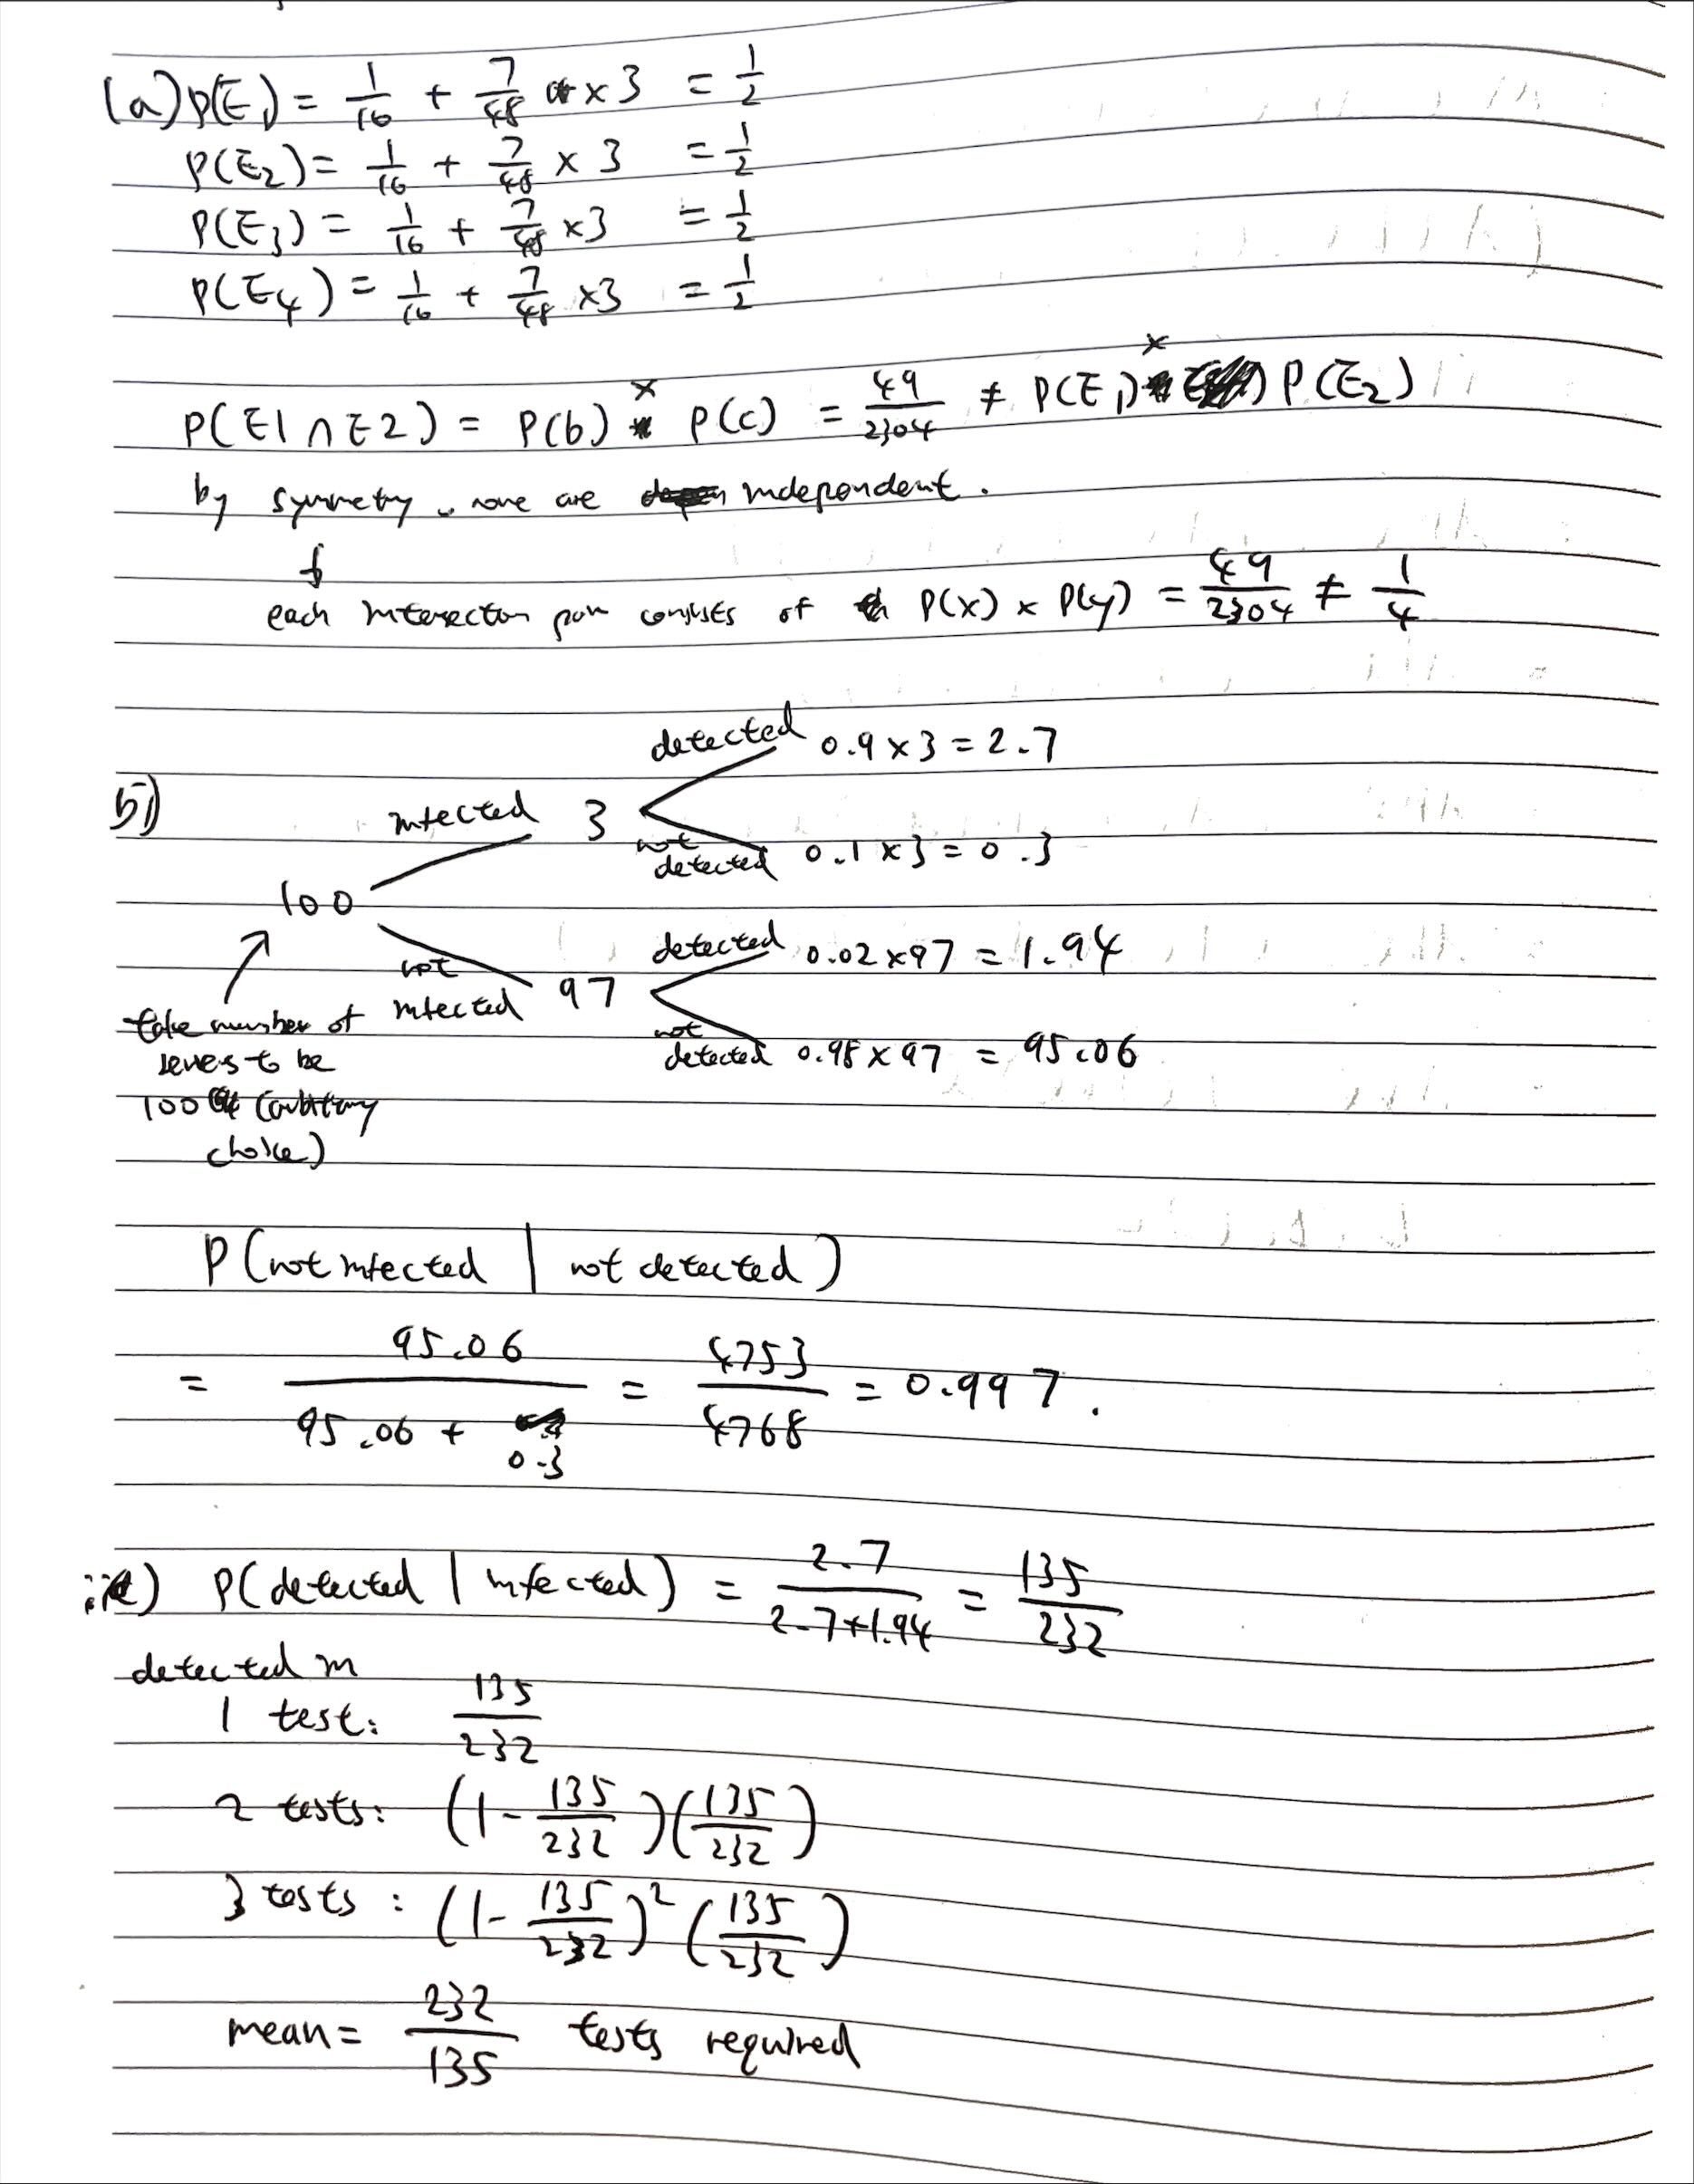 (a) P(E₁) = 1/16 + 7/48 × 3 = 1/2
P(E₂) = 1/16 + 7/48 × 3 = 1/2
P(E₃) = 1/16 + 7/48 × 3 = 1/2
P(E₄) = 1/16 + 7/48 × 3 = 1/2
P(E1 ∩ E2) = P(b) × P(c) = 49/2304 ≠ P(E₁) × P(E₂)
by symmetry, none are independent.
each intersection pair consists of P(x) × P(y) = 49/2304 ≠ 1/4
detected 0.9 × 3 = 2.7
bi) infected 3
not detected 0.1 × 3 = 0.3
100
detected 0.02 × 97 = 1.94
not infected 97
take number of
to be
not detected 0.98 × 97 = 95.06
100 (arbitrary
choice)
P(not infected | not detected)
= 95.06/(95.06 + 0.3) = 4753/4768 = 0.997.
ii) P(detected | infected) = 2.7/(2.7+1.94) = 135/232
detected in
1 test: 135/232
2 tests: (1 - 135/232)(135/232)
3 tests: (1 - 135/232)² (135/232)
mean = 232/135 tests required